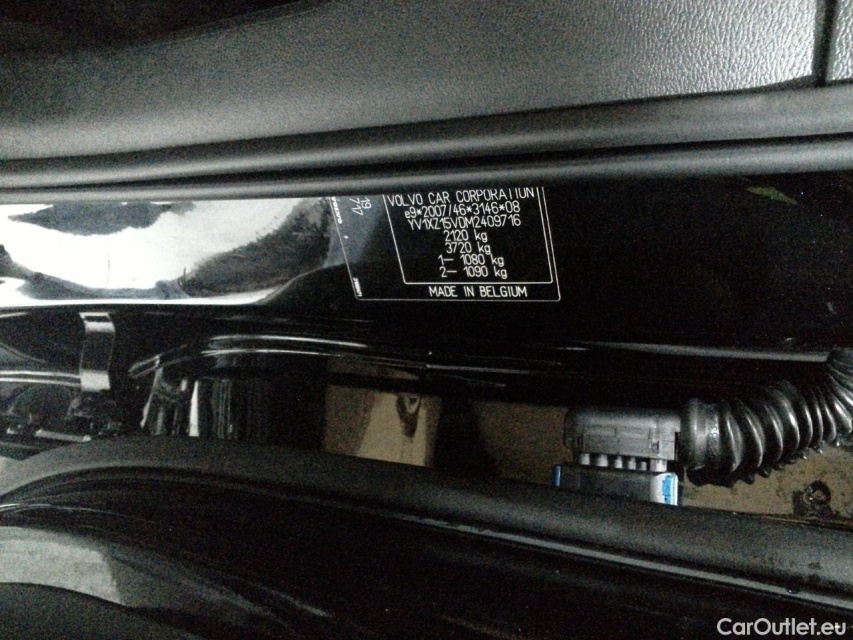 VOLVO CAR CORPORATION
e9*2007/46*3146*08
YV1XZ15VDM2409716
2120 kg
3720 kg
1— 1080 kg
2— 1090 kg
MADE IN BELGIUM
CarOutlet.eu